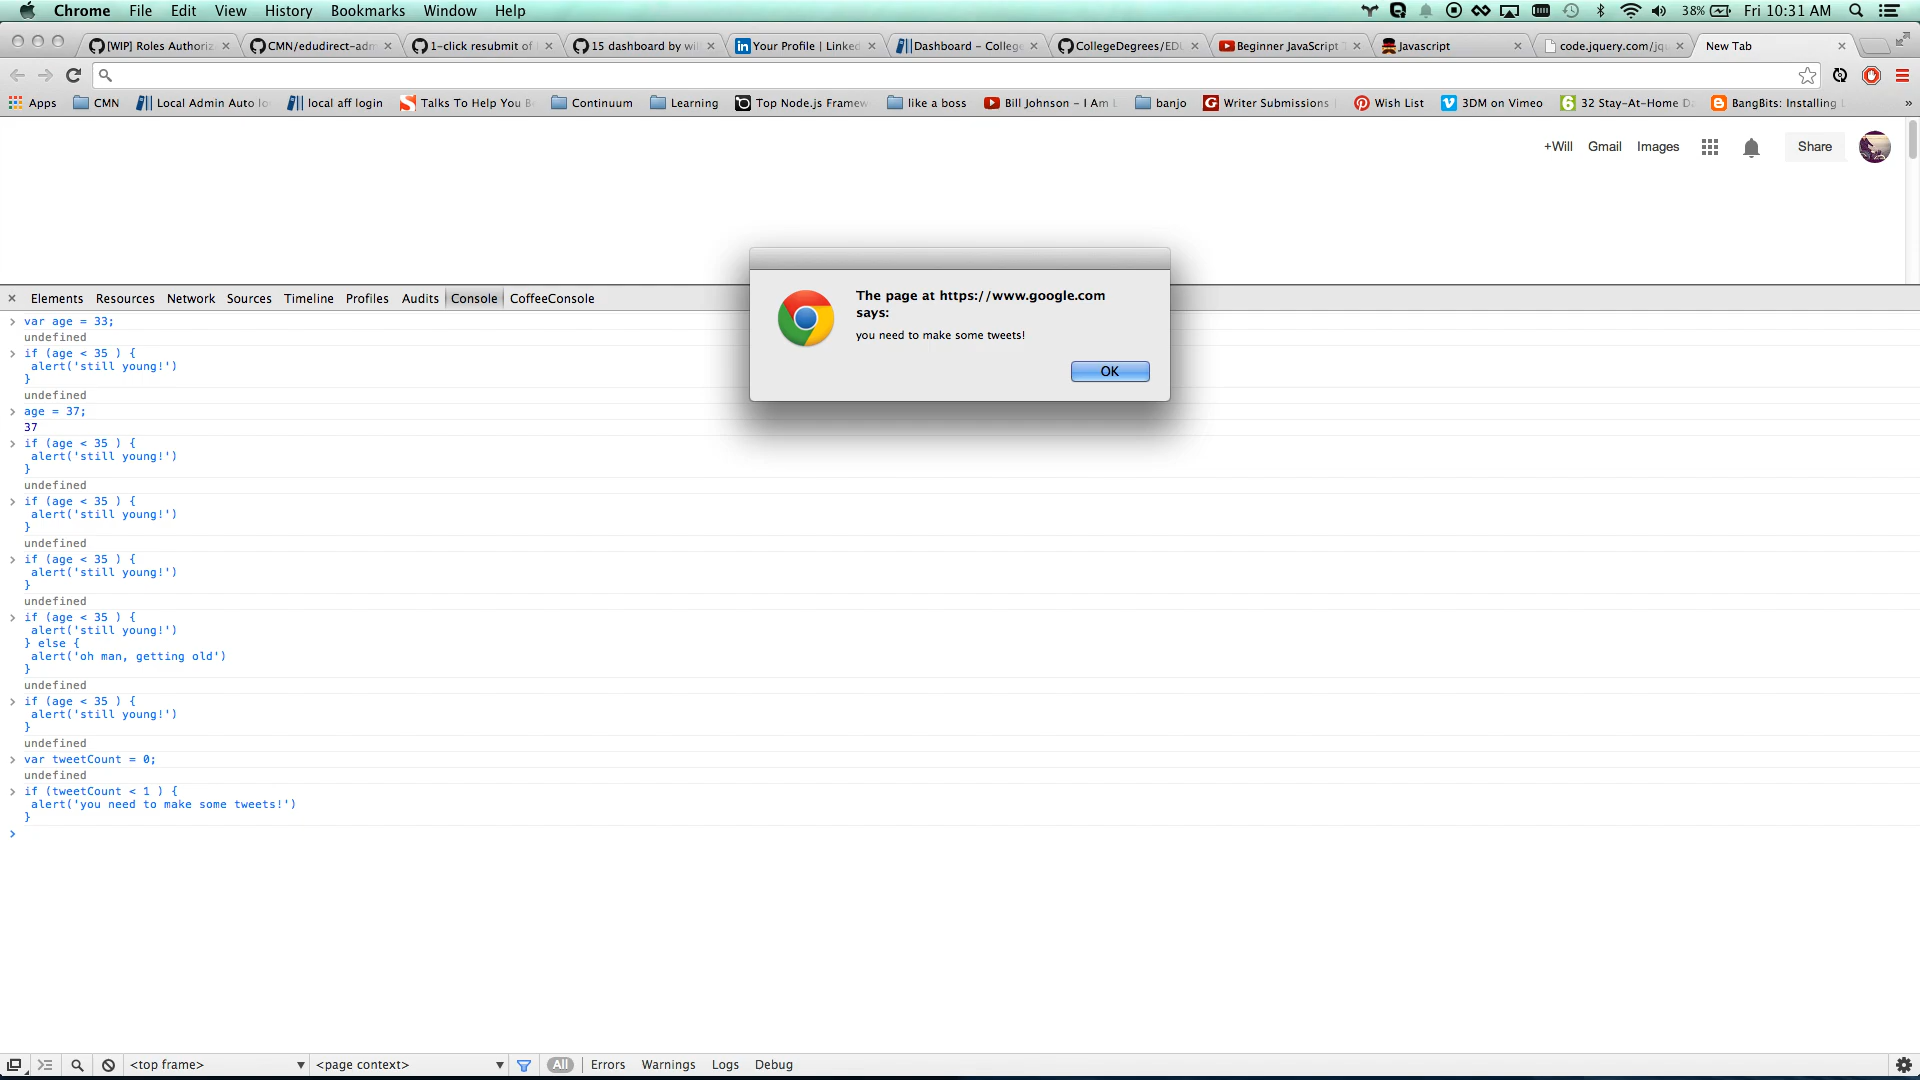 Chrome File Edit View History Bookmarks Window Help 38% Fri 10:31 AM
[WIP] Roles Authoriz CMN/edudirect-adm 1-click resubmit of 15 dashboard by wil Your Profile | Linked Dashboard – College CollegeDegrees/EDU Beginner JavaScript Javascript code.jquery.com/jq New Tab
Apps CMN Local Admin Auto lo local aff login Talks To Help You B Continuum Learning Top Node.js Framew like a boss Bill Johnson – I Am L banjo Writer Submissions Wish List 3DM on Vimeo 32 Stay-At-Home D BangBits: Installing »
+Will Gmail Images Share
The page at https://www.google.com
says:
you need to make some tweets!
OK
Elements Resources Network Sources Timeline Profiles Audits Console CoffeeConsole
> var age = 33;
undefined
> if (age < 35 ) {
alert('still young!')
}
undefined
> age = 37;
37
> if (age < 35 ) {
alert('still young!')
}
undefined
> if (age < 35 ) {
alert('still young!')
}
undefined
> if (age < 35 ) {
alert('still young!')
}
undefined
> if (age < 35 ) {
alert('still young!')
} else {
alert('oh man, getting old')
}
undefined
> if (age < 35 ) {
alert('still young!')
}
undefined
> var tweetCount = 0;
undefined
> if (tweetCount < 1 ) {
alert('you need to make some tweets!')
}
>
<top frame> <page context> All Errors Warnings Logs Debug